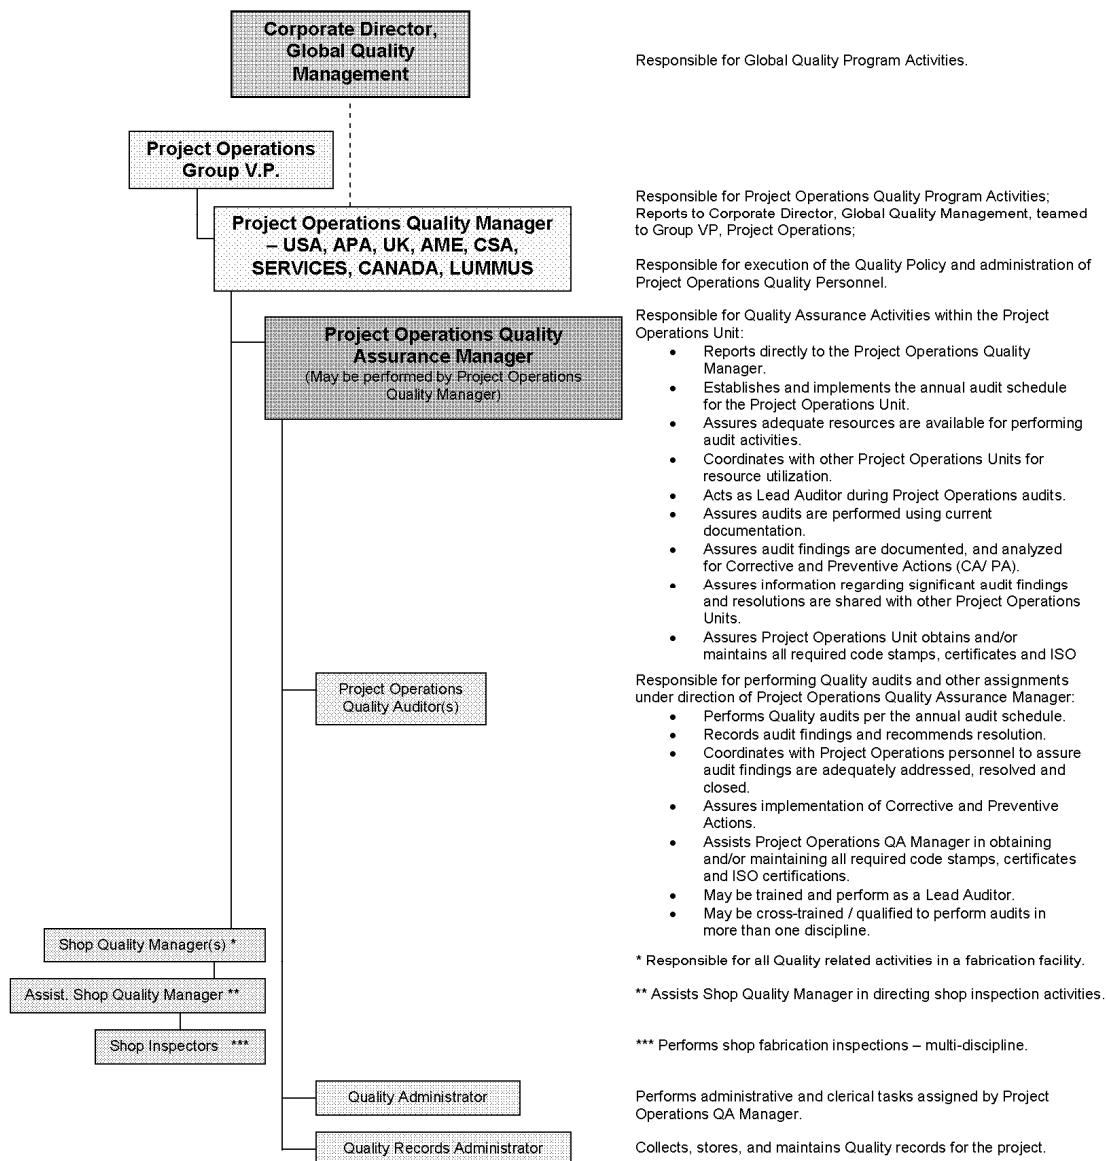 Corporate Director,
Global Quality
Management
Responsible for Global Quality Program Activities.
Project Operations
Group V.P.
Project Operations Quality Manager
– USA, APA, UK, AME, CSA,
SERVICES, CANADA, LUMMUS
Responsible for Project Operations Quality Program Activities;
Reports to Corporate Director, Global Quality Management, teamed
to Group VP, Project Operations;
Responsible for execution of the Quality Policy and administration of
Project Operations Quality Personnel.
Project Operations Quality
Assurance Manager
(May be performed by Project Operations
Quality Manager)
Responsible for Quality Assurance Activities within the Project
Operations Unit:
• Reports directly to the Project Operations Quality
Manager.
• Establishes and implements the annual audit schedule
for the Project Operations Unit.
• Assures adequate resources are available for performing
audit activities.
• Coordinates with other Project Operations Units for
resource utilization.
• Acts as Lead Auditor during Project Operations audits.
• Assures audits are performed using current
documentation.
• Assures audit findings are documented, and analyzed
for Corrective and Preventive Actions (CA/ PA).
• Assures information regarding significant audit findings
and resolutions are shared with other Project Operations
Units.
• Assures Project Operations Unit obtains and/or
maintains all required code stamps, certificates and ISO
Project Operations
Quality Auditor(s)
Responsible for performing Quality audits and other assignments
under direction of Project Operations Quality Assurance Manager:
• Performs Quality audits per the annual audit schedule.
• Records audit findings and recommends resolution.
• Coordinates with Project Operations personnel to assure
audit findings are adequately addressed, resolved and
closed.
• Assures implementation of Corrective and Preventive
Actions.
• Assists Project Operations QA Manager in obtaining
and/or maintaining all required code stamps, certificates
and ISO certifications.
• May be trained and perform as a Lead Auditor.
• May be cross-trained / qualified to perform audits in
more than one discipline.
Shop Quality Manager(s) *
* Responsible for all Quality related activities in a fabrication facility.
Assist. Shop Quality Manager **
** Assists Shop Quality Manager in directing shop inspection activities.
Shop Inspectors ***
*** Performs shop fabrication inspections – multi-discipline.
Quality Administrator
Performs administrative and clerical tasks assigned by Project
Operations QA Manager.
Quality Records Administrator
Collects, stores, and maintains Quality records for the project.